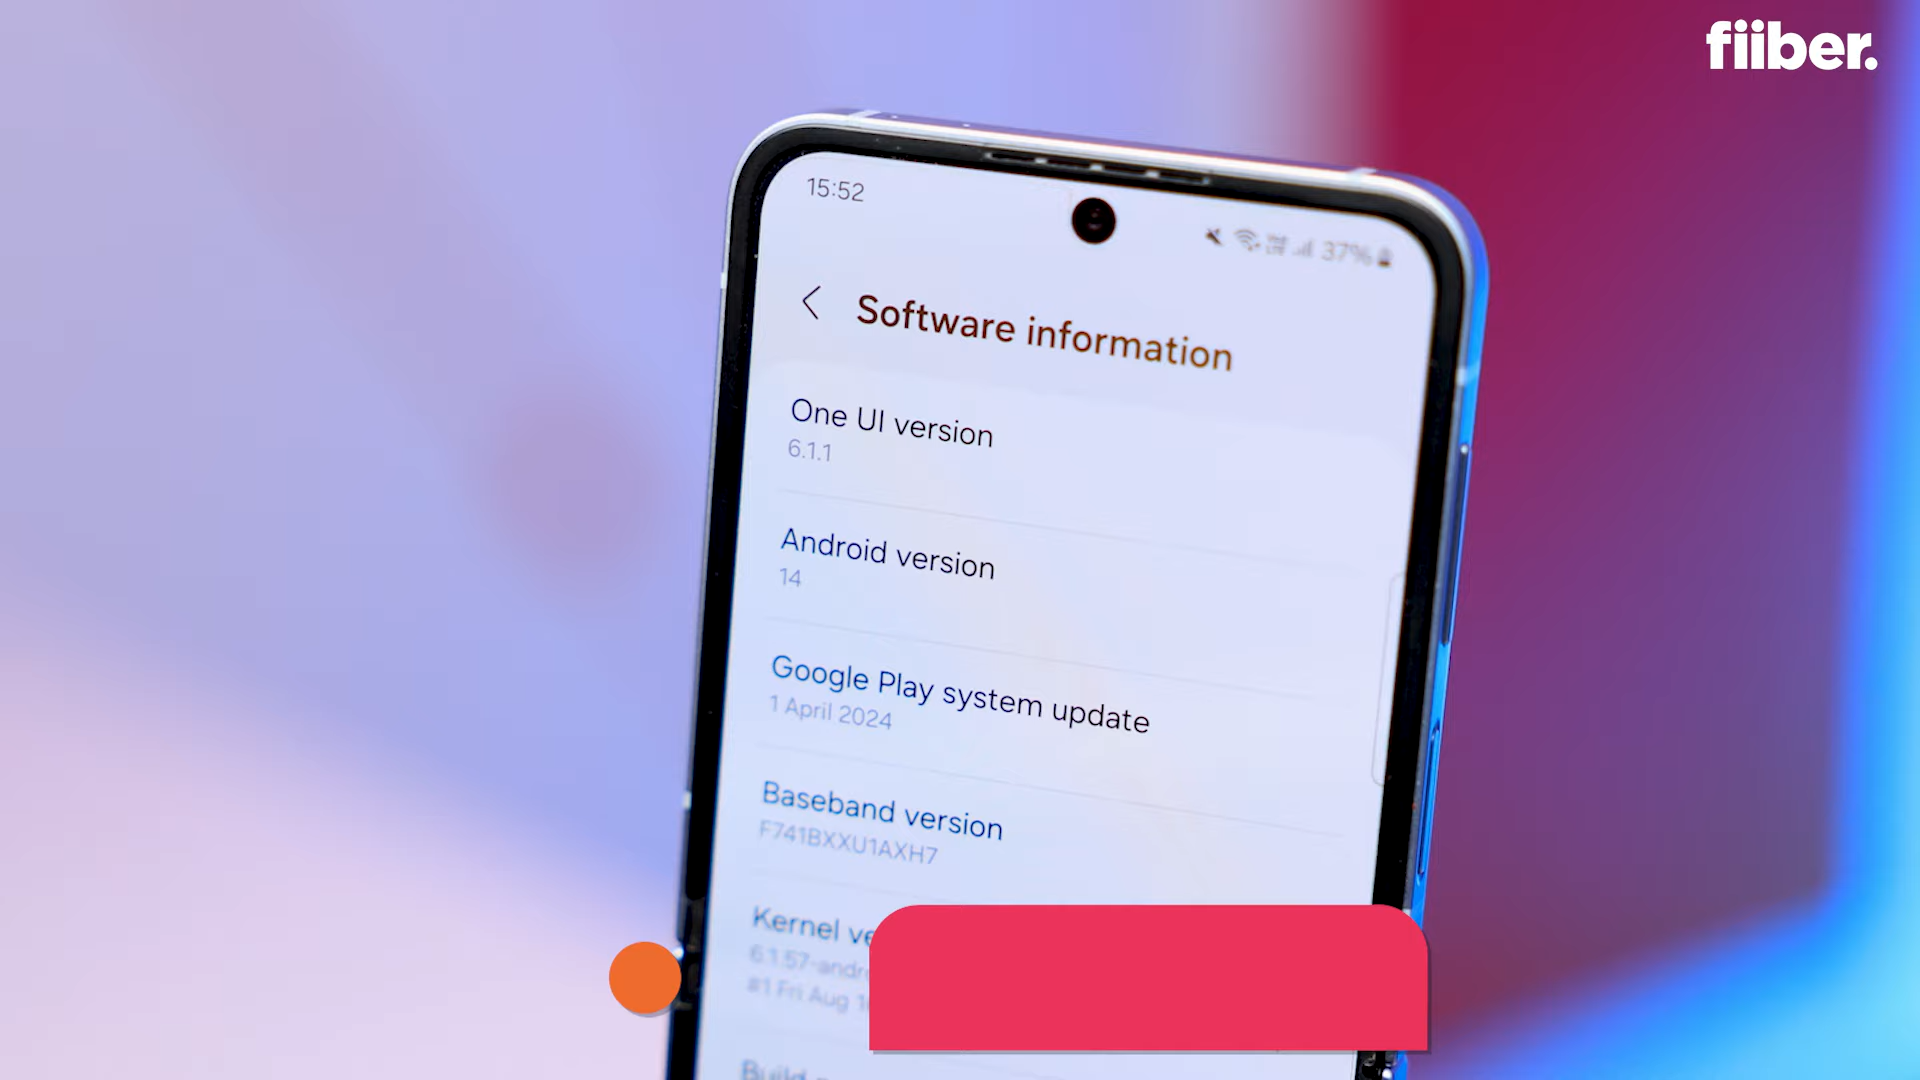 fiiber.
15:52
37%
Software information
One UI version
6.1.1
Android version
14
Google Play system update
1 April 2024
Baseband version
F741BXXU1AXH7
Kernel ve
6.1.57-andr
#1 Fri Aug 1
Build